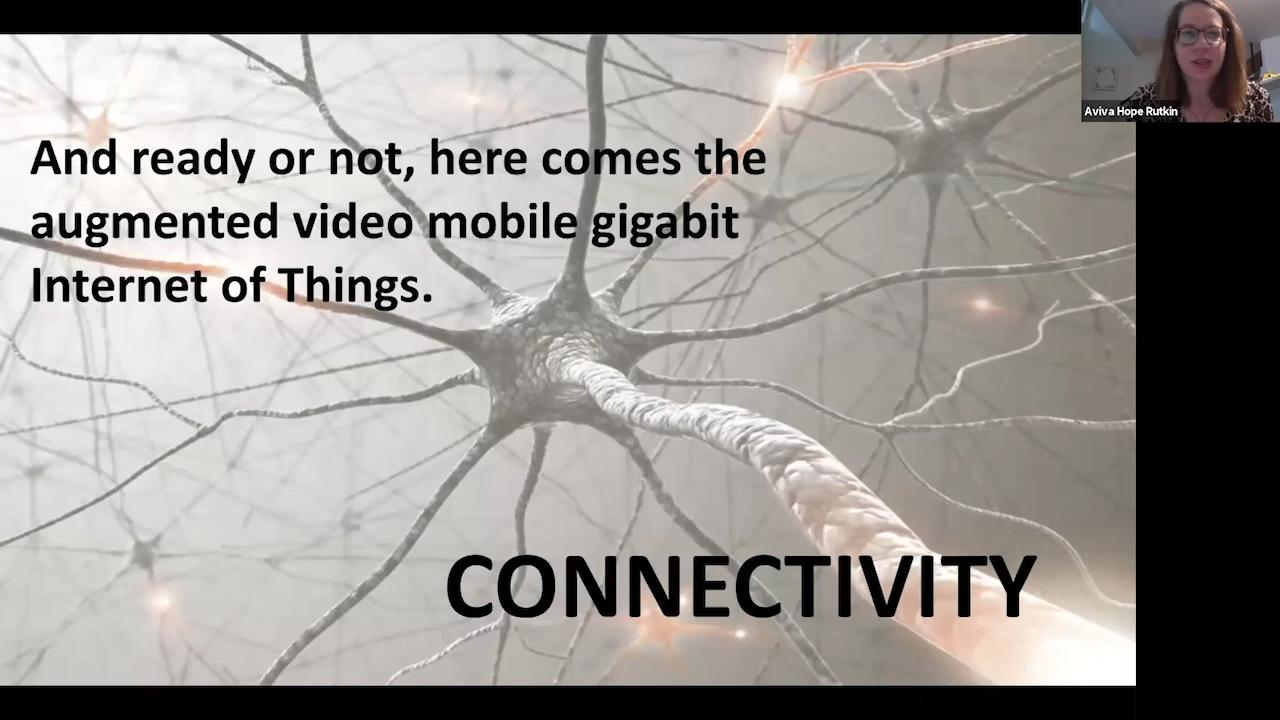 Aviva Hope Rutkin
And ready or not, here comes the
augmented video mobile gigabit
Internet of Things.
CONNECTIVITY